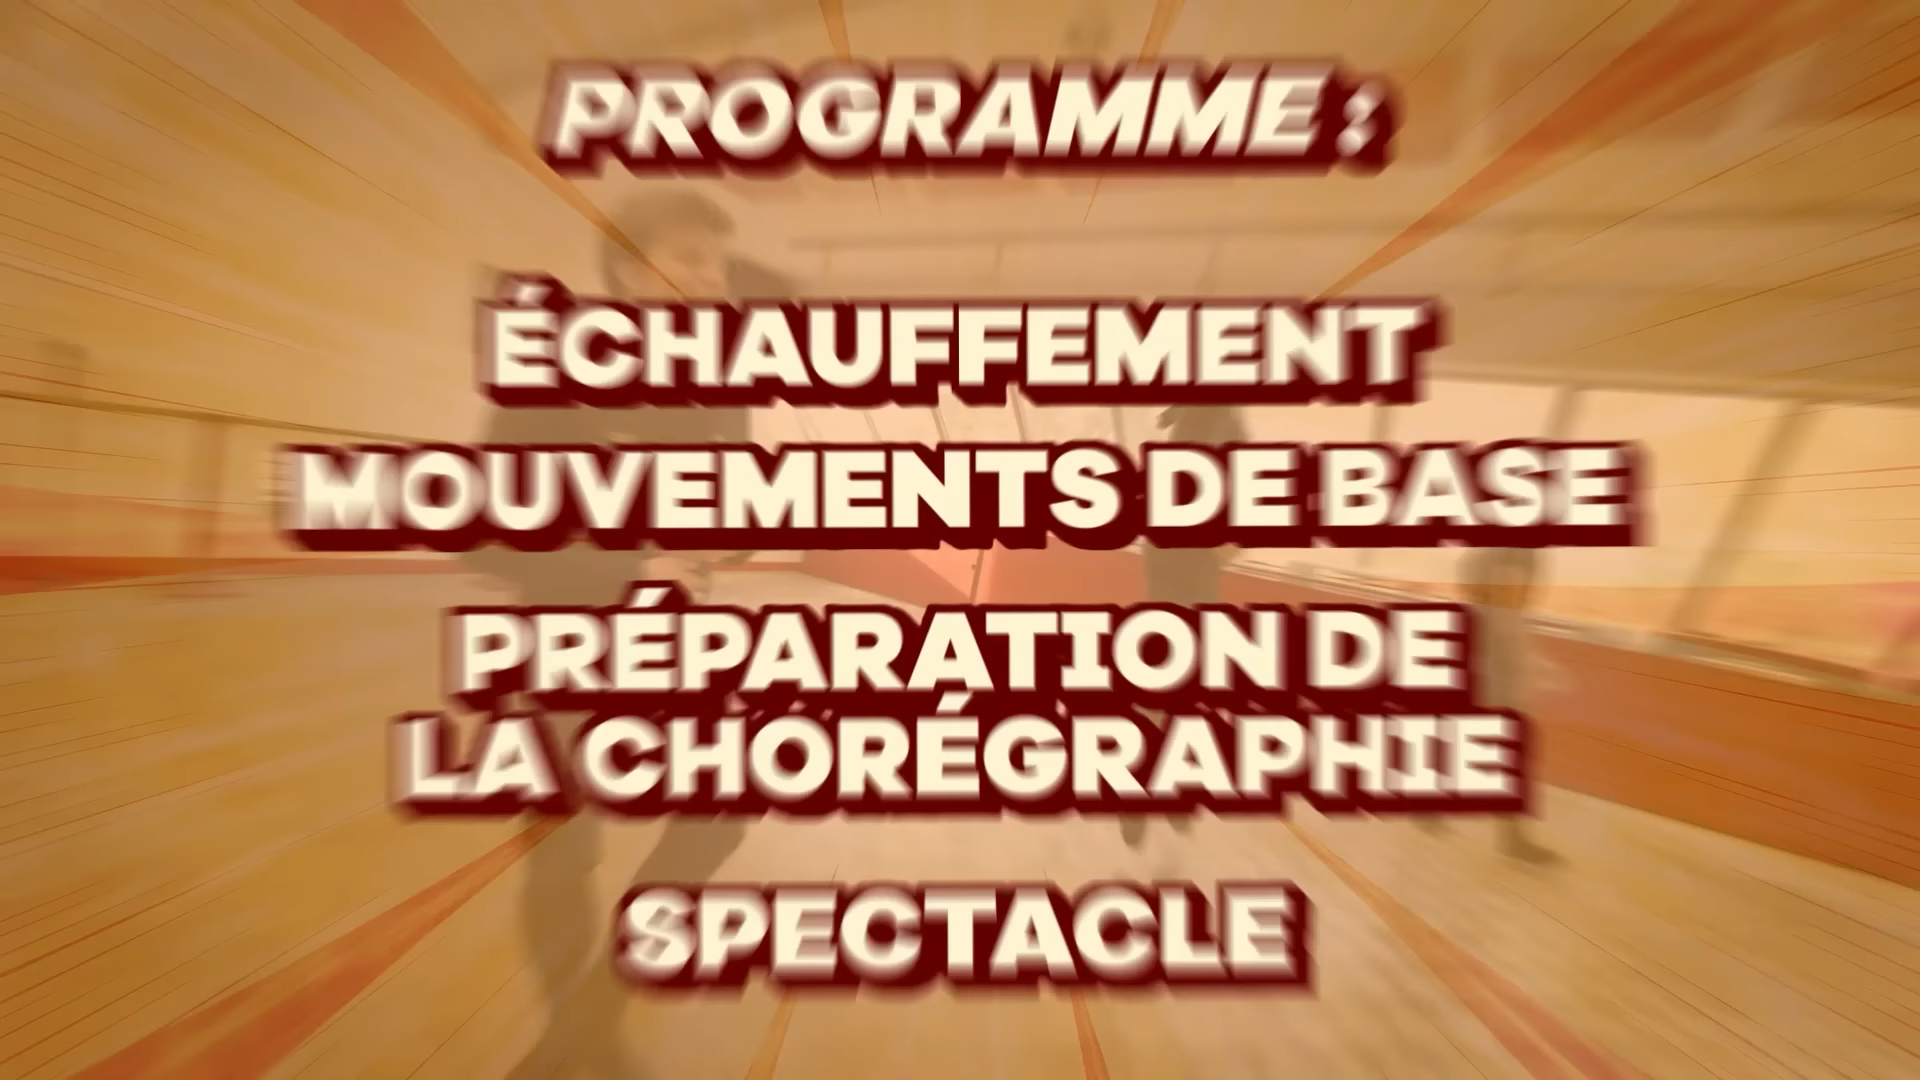 PROGRAMME :
ÉCHAUFFEMENT
MOUVEMENTS DE BASE
PRÉPARATION DE
LA CHORÉGRAPHIE
SPECTACLE